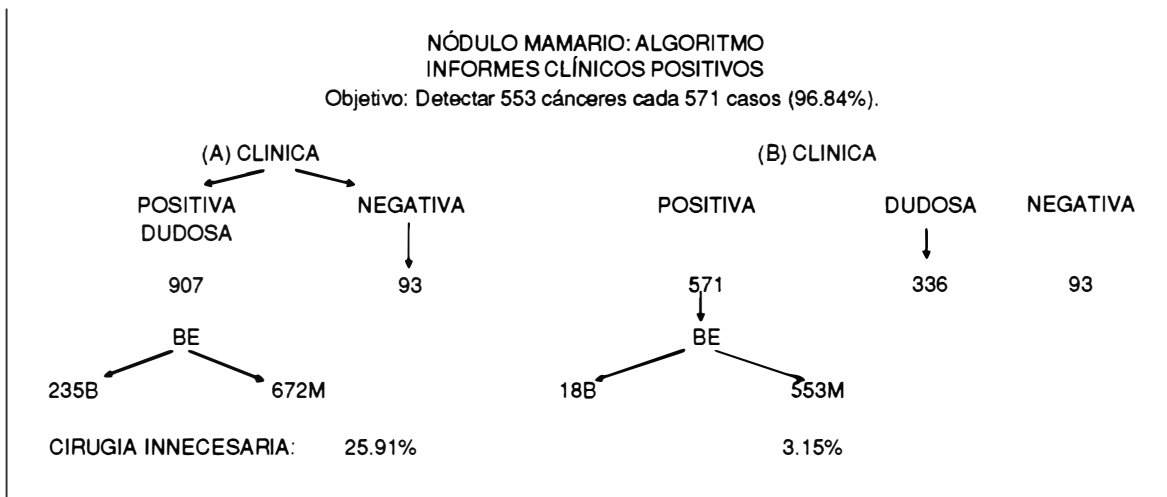 NÓDULO MAMARIO: ALGORITMO
INFORMES CLÍNICOS POSITIVOS
Objetivo: Detectar 553 cánceres cada 571 casos (96.84%).
(A) CLINICA (B) CLINICA
POSITIVA NEGATIVA POSITIVA DUDOSA NEGATIVA
DUDOSA
907 93 571 336 93
BE BE
235B 672M 18B 553M
CIRUGIA INNECESARIA: 25.91% 3.15%